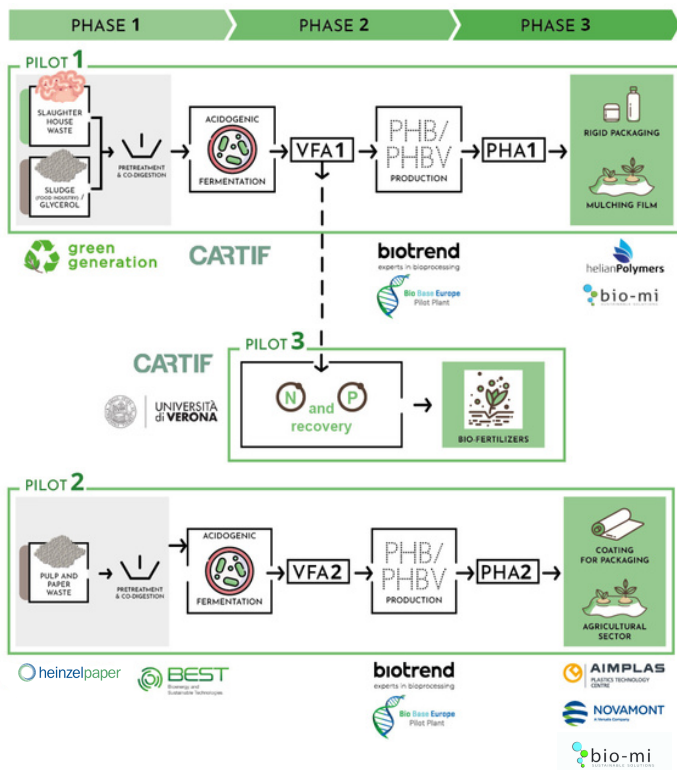 PHASE 1
PHASE 2
PHASE 3
PILOT 1
SLAUGHTER
HOUSE
WASTE
SLUDGE
(FOOD INDUSTRY) /
GLYCEROL
PRETREATMENT
& CO-DIGESTION
ACIDOGENIC
FERMENTATION
VFA1
PHB/
PHBV
PRODUCTION
PHA1
RIGID PACKAGING
MULCHING FILM
green
generation
CARTIF
biotrend
experts in bioprocessing
Bio Base Europe
Pilot Plant
helianPolymers
bio-mi
SUSTAINABLE SOLUTIONS
PILOT 3
CARTIF
UNIVERSITÀ
di VERONA
N
P
and
recovery
BIO-FERTILIZERS
PILOT 2
PULP AND
PAPER
WASTE
PRETREATMENT
& CO-DIGESTION
ACIDOGENIC
FERMENTATION
VFA2
PHB/
PHBV
PRODUCTION
PHA2
COATING
FOR PACKAGING
AGRICULTURAL
SECTOR
heinzelpaper
BEST
Bioenergy and
Sustainable Technologies
biotrend
experts in bioprocessing
Bio Base Europe
Pilot Plant
AIMPLAS
PLASTICS TECHNOLOGY
CENTRE
NOVAMONT
A Versalis Company
bio-mi
SUSTAINABLE SOLUTIONS